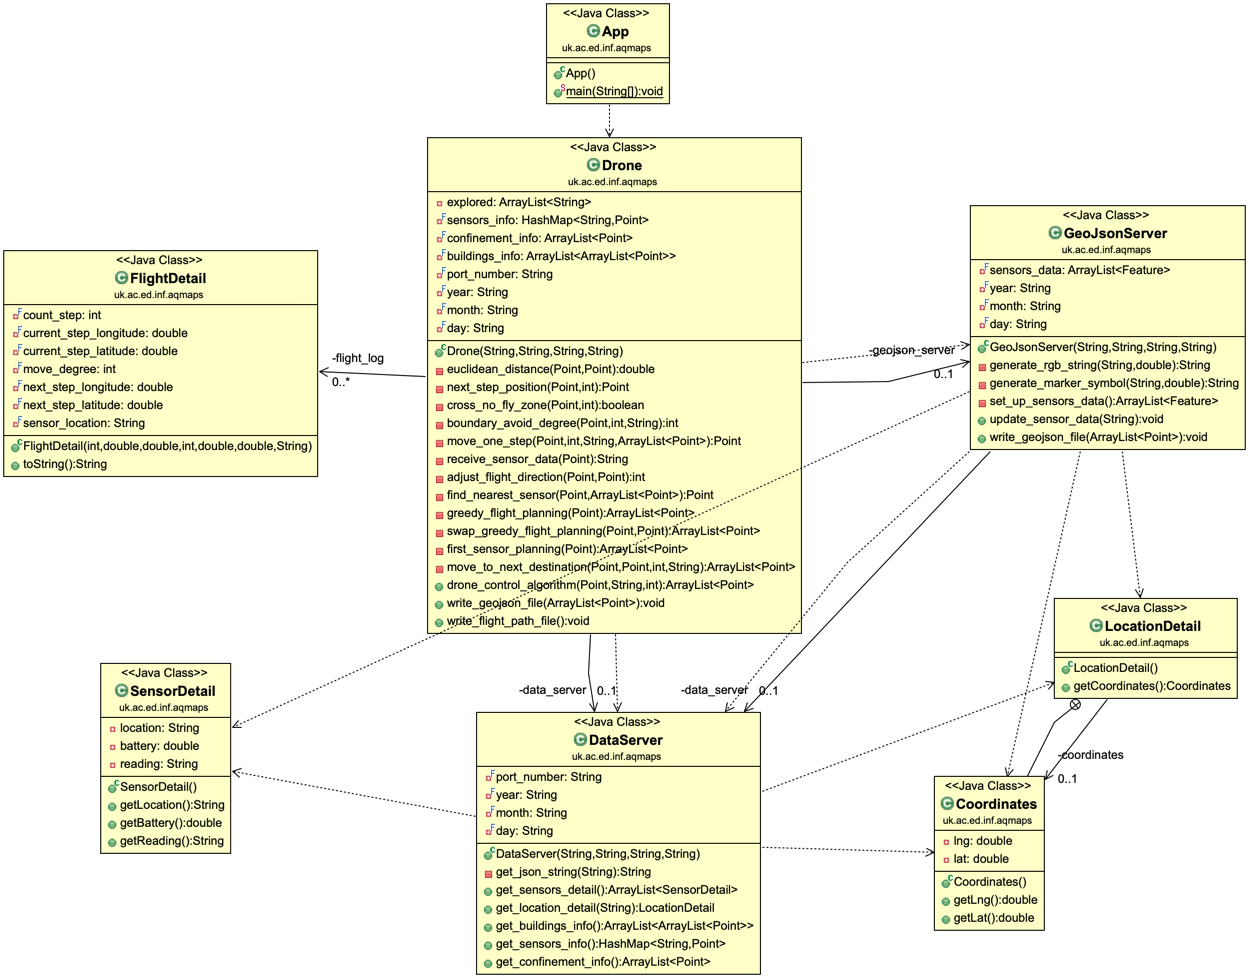 <<Java Class>>
App
uk.ac.ed.inf.aqmaps
App()
main(String[]):void
<<Java Class>>
Drone
uk.ac.ed.inf.aqmaps
explored: ArrayList<String>
sensors_info: HashMap<String,Point>
confinement_info: ArrayList<Point>
buildings_info: ArrayList<ArrayList<Point>>
port_number: String
year: String
month: String
day: String
Drone(String,String,String,String)
euclidean_distance(Point,Point):double
next_step_position(Point,int):Point
cross_no_fly_zone(Point,int):boolean
boundary_avoid_degree(Point,int,String):int
move_one_step(Point,int,String,ArrayList<Point>):Point
receive_sensor_data(Point):String
adjust_flight_direction(Point,Point):int
find_nearest_sensor(Point,ArrayList<Point>):Point
greedy_flight_planning(Point):ArrayList<Point>
swap_greedy_flight_planning(Point,Point):ArrayList<Point>
first_sensor_planning(Point):ArrayList<Point>
move_to_next_destination(Point,Point,int,String):ArrayList<Point>
drone_control_algorithm(Point,String,int):ArrayList<Point>
write_geojson_file(ArrayList<Point>):void
write_flight_path_file():void
<<Java Class>>
GeoJsonServer
uk.ac.ed.inf.aqmaps
sensors_data: ArrayList<Feature>
year: String
month: String
day: String
GeoJsonServer(String,String,String,String)
generate_rgb_string(String,double):String
generate_marker_symbol(String,double):String
set_up_sensors_data():ArrayList<Feature>
update_sensor_data(String):void
write_geojson_file(ArrayList<Point>):void
<<Java Class>>
FlightDetail
uk.ac.ed.inf.aqmaps
count_step: int
current_step_longitude: double
current_step_latitude: double
move_degree: int
next_step_longitude: double
next_step_latitude: double
sensor_location: String
FlightDetail(int,double,double,int,double,double,String)
toString():String
-flight_log
0..*
-geojson_server
0..1
<<Java Class>>
LocationDetail
uk.ac.ed.inf.aqmaps
LocationDetail()
getCoordinates():Coordinates
<<Java Class>>
SensorDetail
uk.ac.ed.inf.aqmaps
location: String
battery: double
reading: String
SensorDetail()
getLocation():String
getBattery():double
getReading():String
-data_server
0..1
-data_server
0..1
<<Java Class>>
DataServer
uk.ac.ed.inf.aqmaps
port_number: String
year: String
month: String
day: String
DataServer(String,String,String,String)
get_json_string(String):String
get_sensors_detail():ArrayList<SensorDetail>
get_location_detail(String):LocationDetail
get_buildings_info():ArrayList<ArrayList<Point>>
get_sensors_info():HashMap<String,Point>
get_confinement_info():ArrayList<Point>
-coordinates
0..1
<<Java Class>>
Coordinates
uk.ac.ed.inf.aqmaps
lng: double
lat: double
Coordinates()
getLng():double
getLat():double